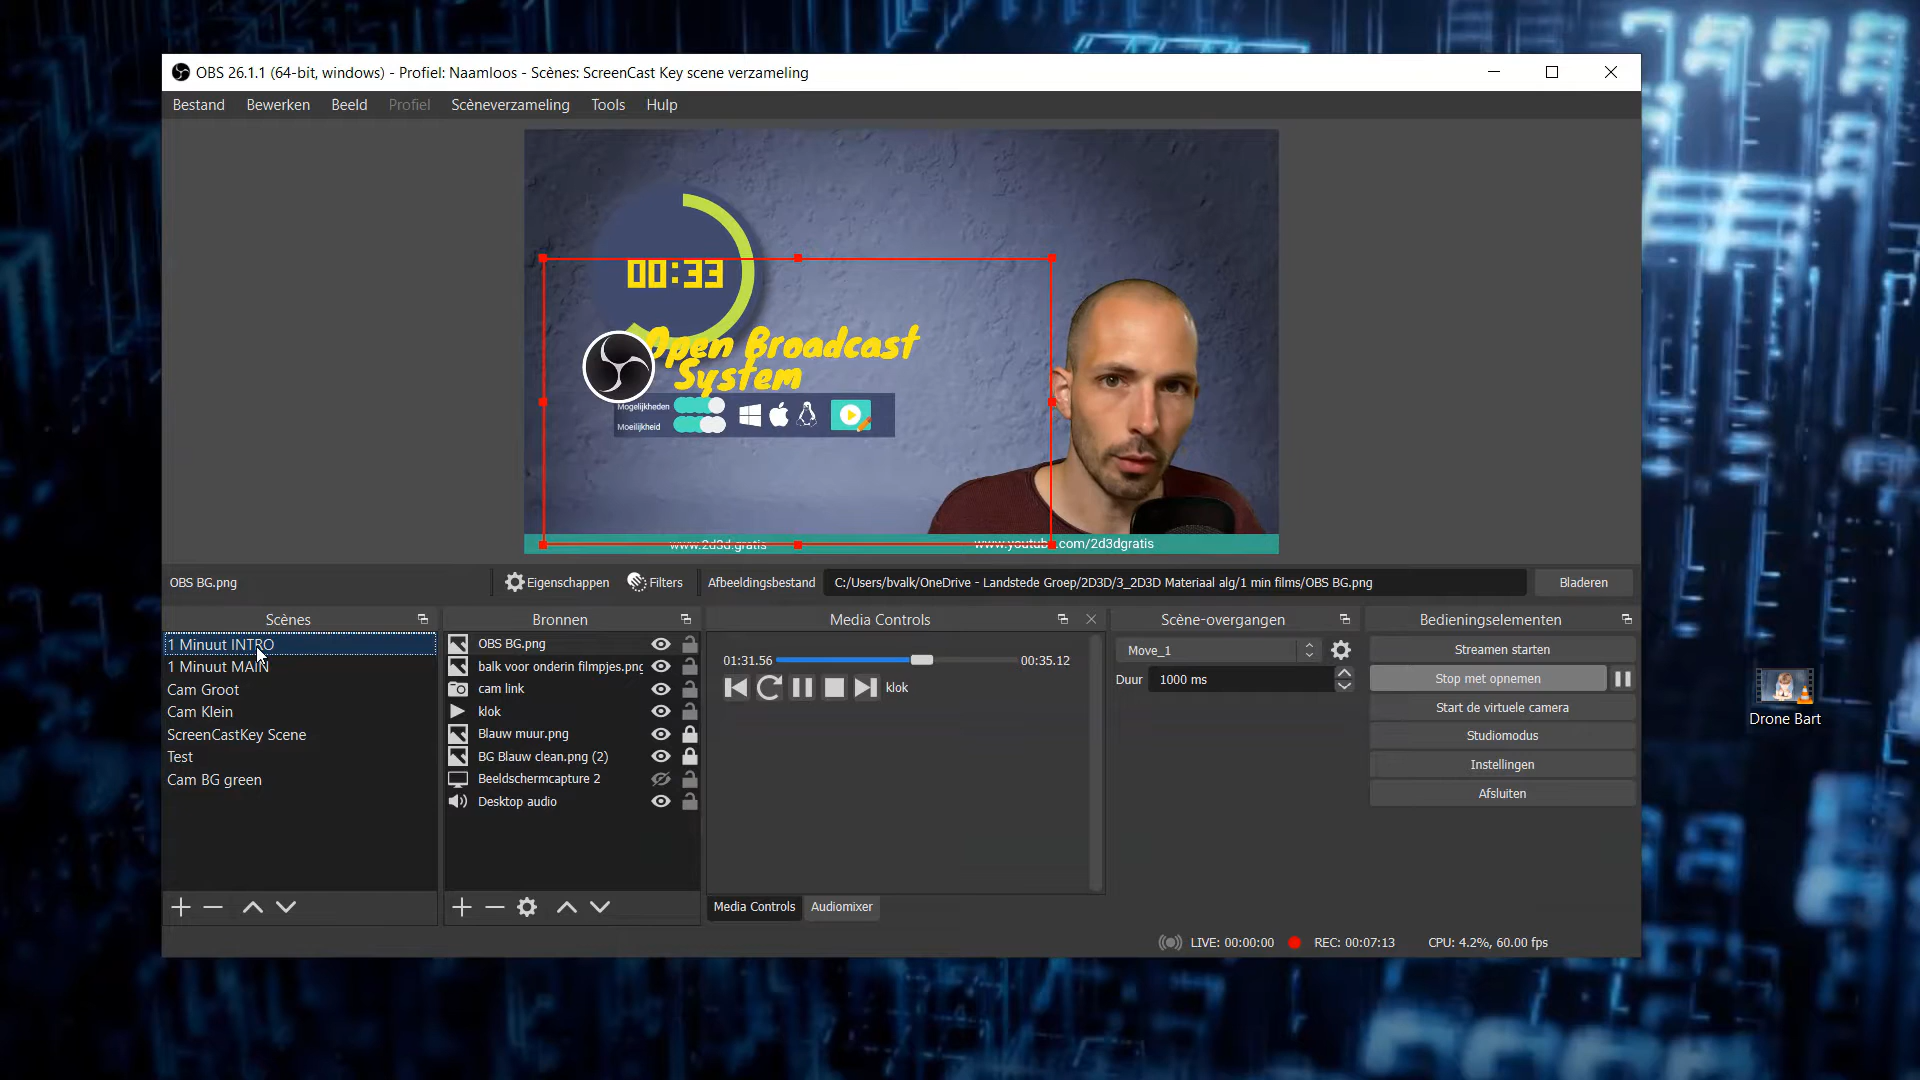 OBS 26.1.1 (64-bit, windows) - Profiel: Naamloos - Scènes: ScreenCast Key scene verzameling
Bestand Bewerken Beeld Profiel Scèneverzameling Tools Hulp
00:33
Open Broadcast
System
Mogelijkheden
Moeilijkheid
www.2d3d.gratis
www.youtube.com/2d3dgratis
OBS BG.png
Eigenschappen
Filters
Afbeeldingsbestand
C:/Users/bvalk/OneDrive - Landstede Groep/2D3D/3_2D3D Materiaal alg/1 min films/OBS BG.png
Bladeren
Scènes
1 Minuut INTRO
1 Minuut MAIN
Cam Groot
Cam Klein
ScreenCastKey Scene
Test
Cam BG green
Bronnen
OBS BG.png
balk voor onderin filmpjes.png
cam link
klok
Blauw muur.png
BG Blauw clean.png (2)
Beeldschermcapture 2
Desktop audio
Media Controls
01:31.56
00:35.12
klok
Media Controls
Audiomixer
Scène-overgangen
Move_1
Duur 1000 ms
Bedieningselementen
Streamen starten
Stop met opnemen
Start de virtuele camera
Studiomodus
Instellingen
Afsluiten
LIVE: 00:00:00
REC: 00:07:13
CPU: 4.2%, 60.00 fps
Drone Bart